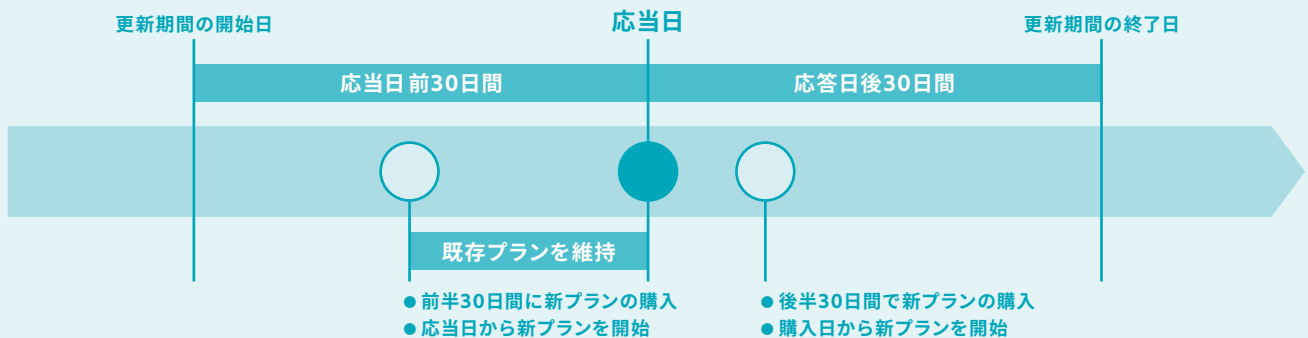 更新期間の開始日
応当日
更新期間の終了日
応当日前30日間
応答日後30日間
既存プランを維持
● 前半30日間に新プランの購入
● 応当日から新プランを開始
● 後半30日間で新プランの購入
● 購入日から新プランを開始